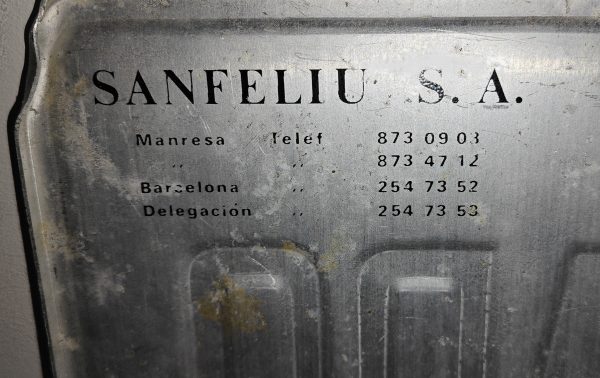 SANFELIU S. A.
Manresa Telef 873 09 03
,, ,, 873 47 12
Barcelona ,, 254 73 52
Delegación ,, 254 73 53